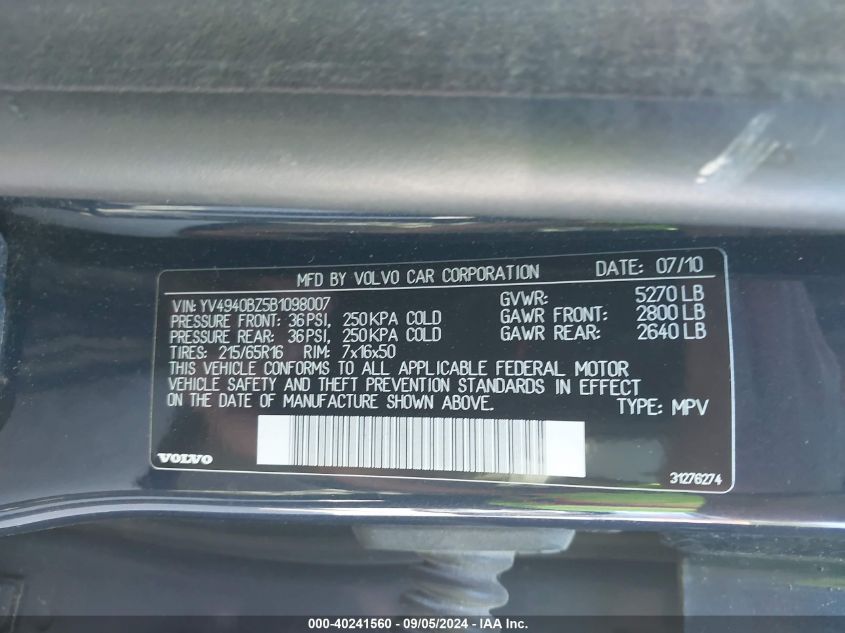 MFD BY VOLVO CAR CORPORATION DATE: 07/10
VIN: YV4940BZ5B1098007 GVWR: 5270 LB
PRESSURE FRONT: 36 PSI, 250 KPA COLD GAWR FRONT: 2800 LB
PRESSURE REAR: 36 PSI, 250 KPA COLD GAWR REAR: 2640 LB
TIRES: 215/65R16 RIM: 7x16x50
THIS VEHICLE CONFORMS TO ALL APPLICABLE FEDERAL MOTOR
VEHICLE SAFETY AND THEFT PREVENTION STANDARDS IN EFFECT
ON THE DATE OF MANUFACTURE SHOWN ABOVE. TYPE: MPV
VOLVO 31276274
000-40241560 - 09/05/2024 - IAA Inc.